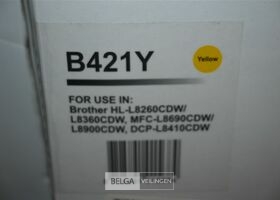 B421Y
Yellow
FOR USE IN:
Brother HL-L8260CDW/
L8360CDW, MFC-L8690CDW/
L8900CDW, DCP-L8410CDW
BELGA VEILINGEN